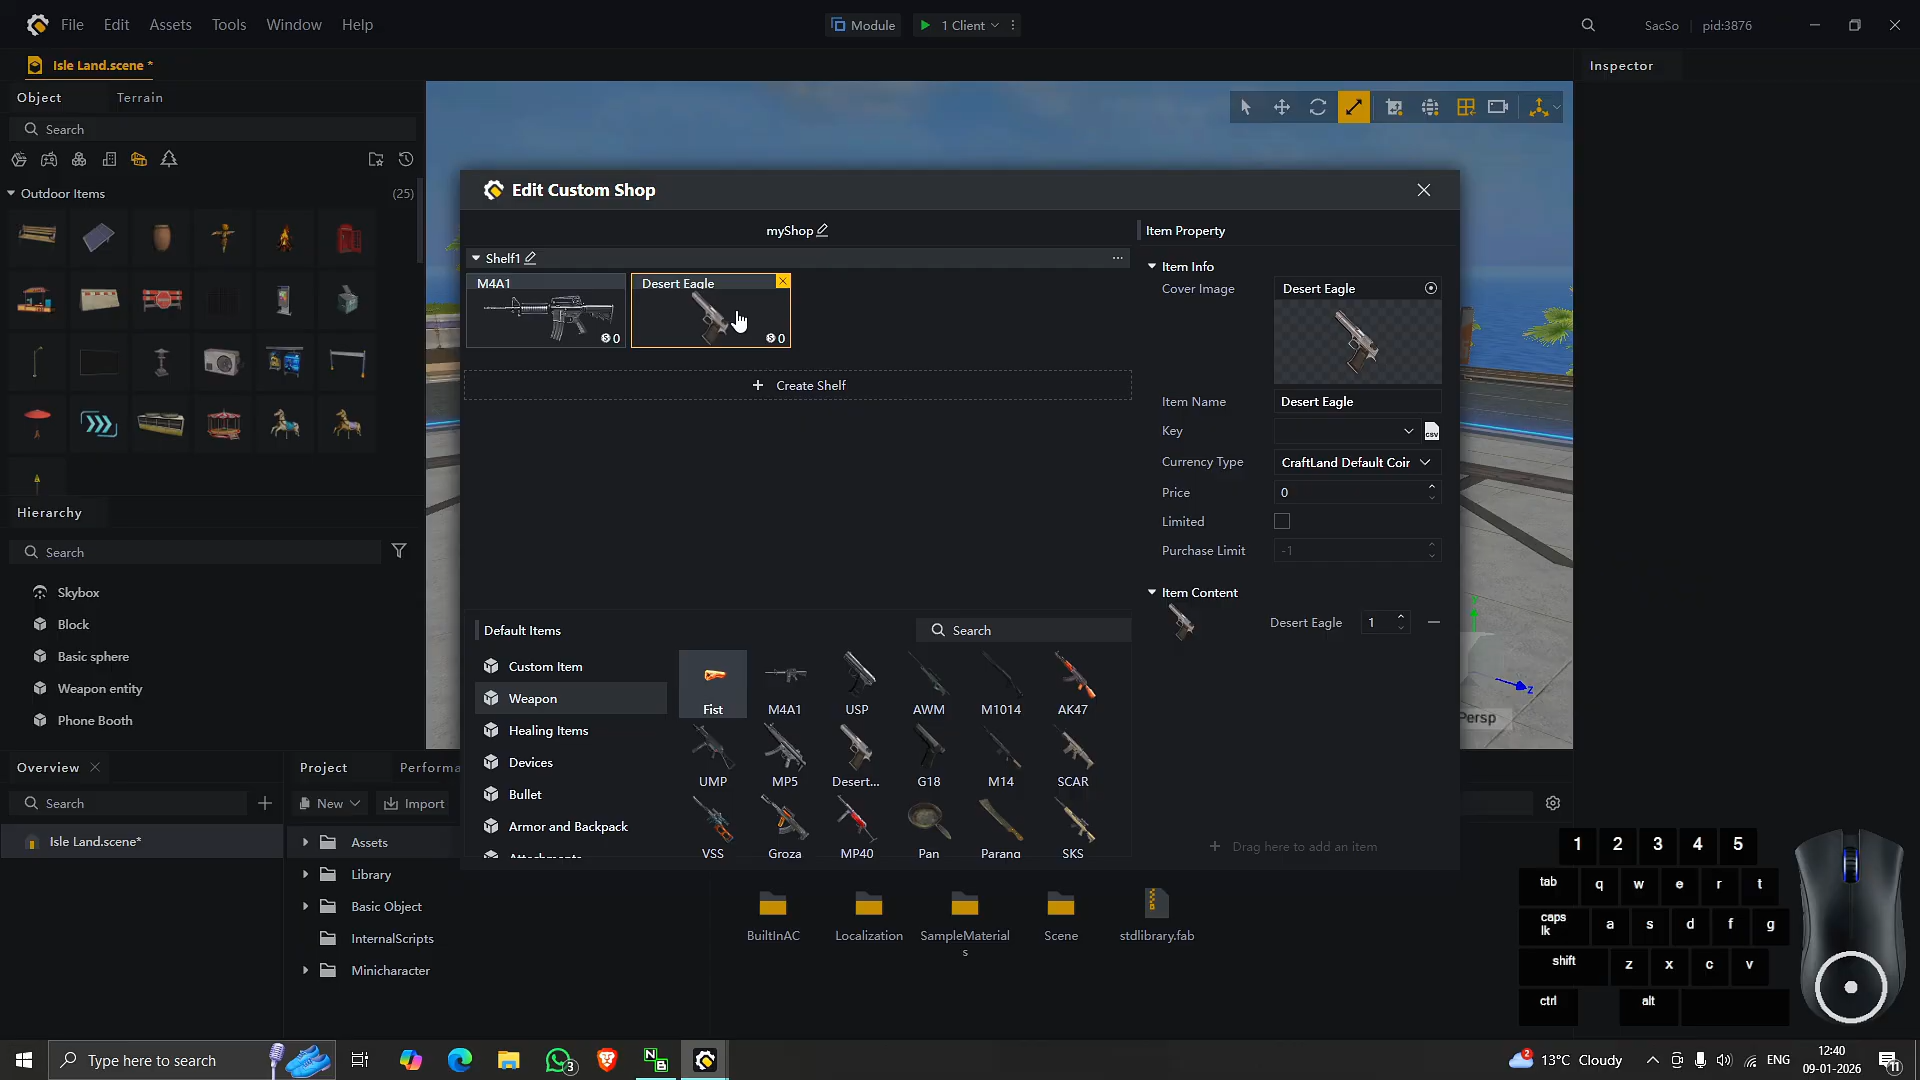 File Edit Assets Tools Window Help
Module
1 Client
SacSo pid:3876
Isle Land.scene *
Inspector
Object Terrain
Search
Outdoor Items (25)
Edit Custom Shop
myShop
Shelf1
M4A1
0
Desert Eagle
0
Create Shelf
Item Property
Item Info
Cover Image Desert Eagle
Item Name Desert Eagle
Key
csv
Currency Type CraftLand Default Coin
Price 0
Limited
Purchase Limit -1
Item Content
Desert Eagle 1
Drag here to add an item
Default Items
Search
Custom Item
Weapon
Healing Items
Devices
Bullet
Armor and Backpack
Fist M4A1 USP AWM M1014 AK47
UMP MP5 Desert... G18 M14 SCAR
VSS Groza MP40 Pan Parang SKS
Hierarchy
Search
Skybox
Block
Basic sphere
Weapon entity
Phone Booth
z
Persp
Overview
Search
Isle Land.scene*
Project Performa
New Import
Assets
Library
Basic Object
InternalScripts
Minicharacter
BuiltInAC Localization SampleMaterial
s
Scene stdlibrary.fab
1 2 3 4 5
tab q w e r t
caps
lk
a s d f g
shift z x c v
ctrl alt
Type here to search
3
2
13°C Cloudy
ENG
12:40
09-01-2026
11